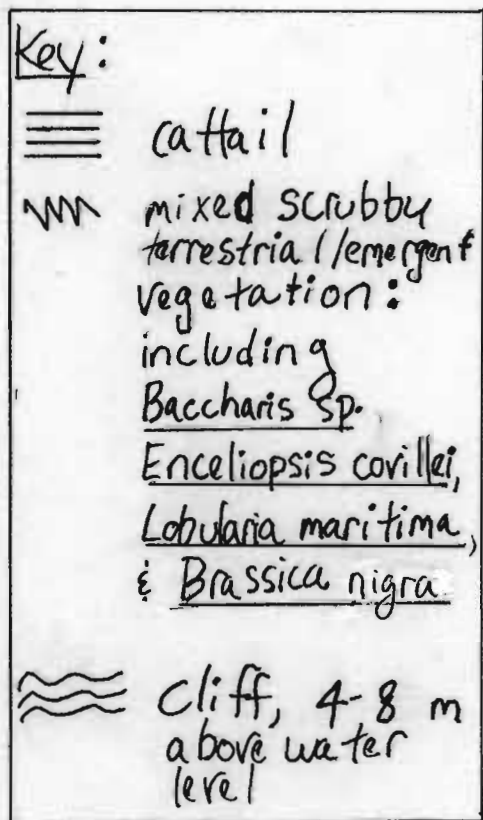 Key:
cattail
mixed scrubby
terrestrial/emergent
vegetation:
including
Baccharis sp.
Enceliopsis covillei,
Lobularia maritima,
& Brassica nigra
Cliff, 4-8 m
above water
level